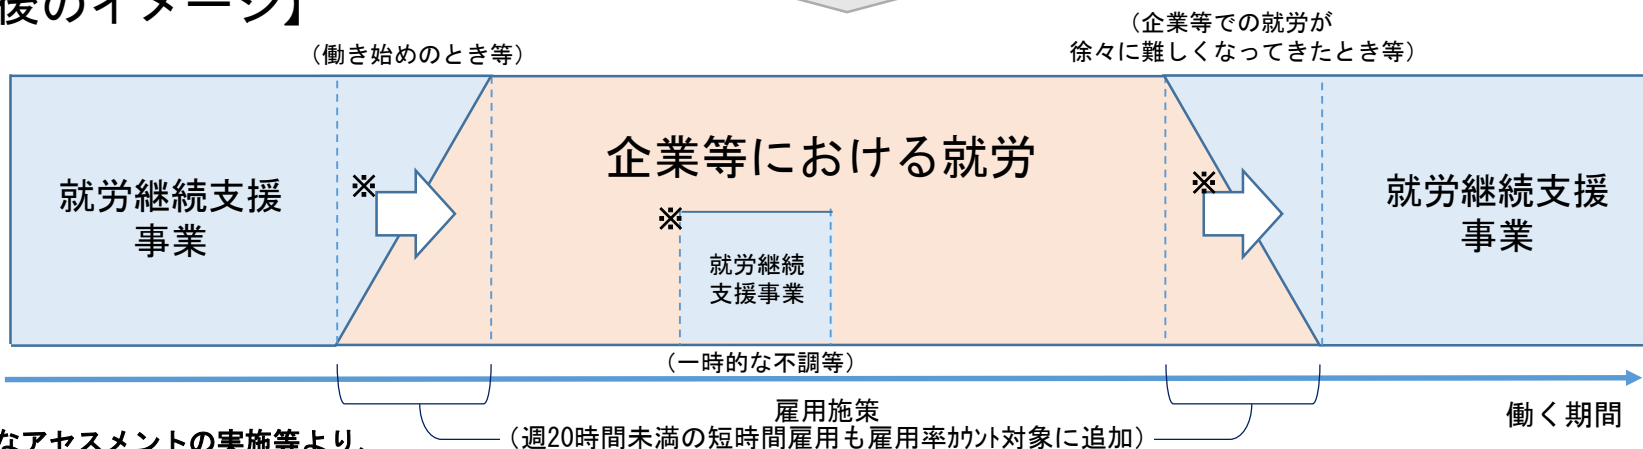 後のイメージ】
（働き始めのとき等）
（企業等での就労が
徐々に難しくなってきたとき等）
就労継続支援
事業
※
企業等における就労
※
就労継続
支援事業
※
就労継続支援
事業
（一時的な不調等）
雇用施策
（週20時間未満の短時間雇用も雇用率ｶｳﾝﾄ対象に追加）
働く期間
なアセスメントの実施等より、